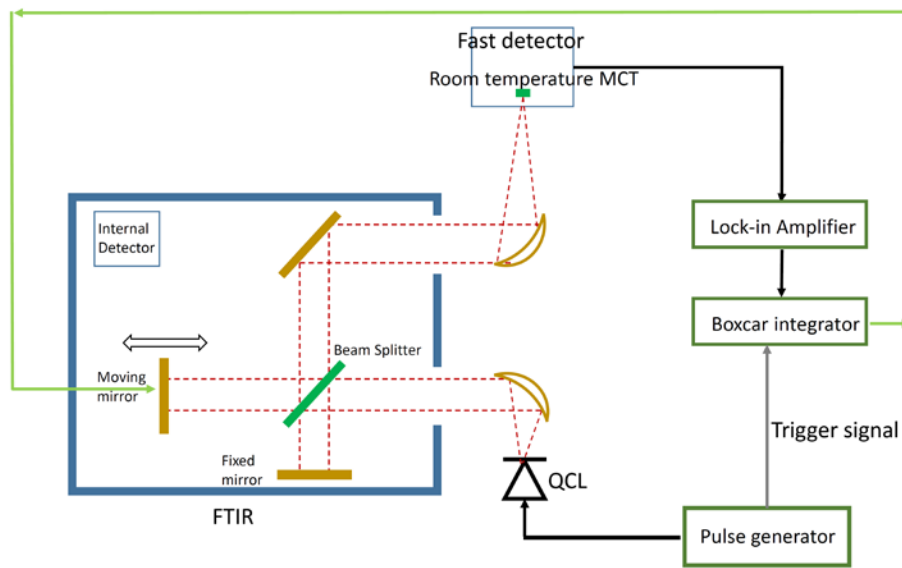 Fast detector
Room temperature MCT
Internal
Detector
Lock-in Amplifier
Boxcar integrator
Beam Splitter
Moving
mirror
Trigger signal
Fixed
mirror
QCL
FTIR
Pulse generator